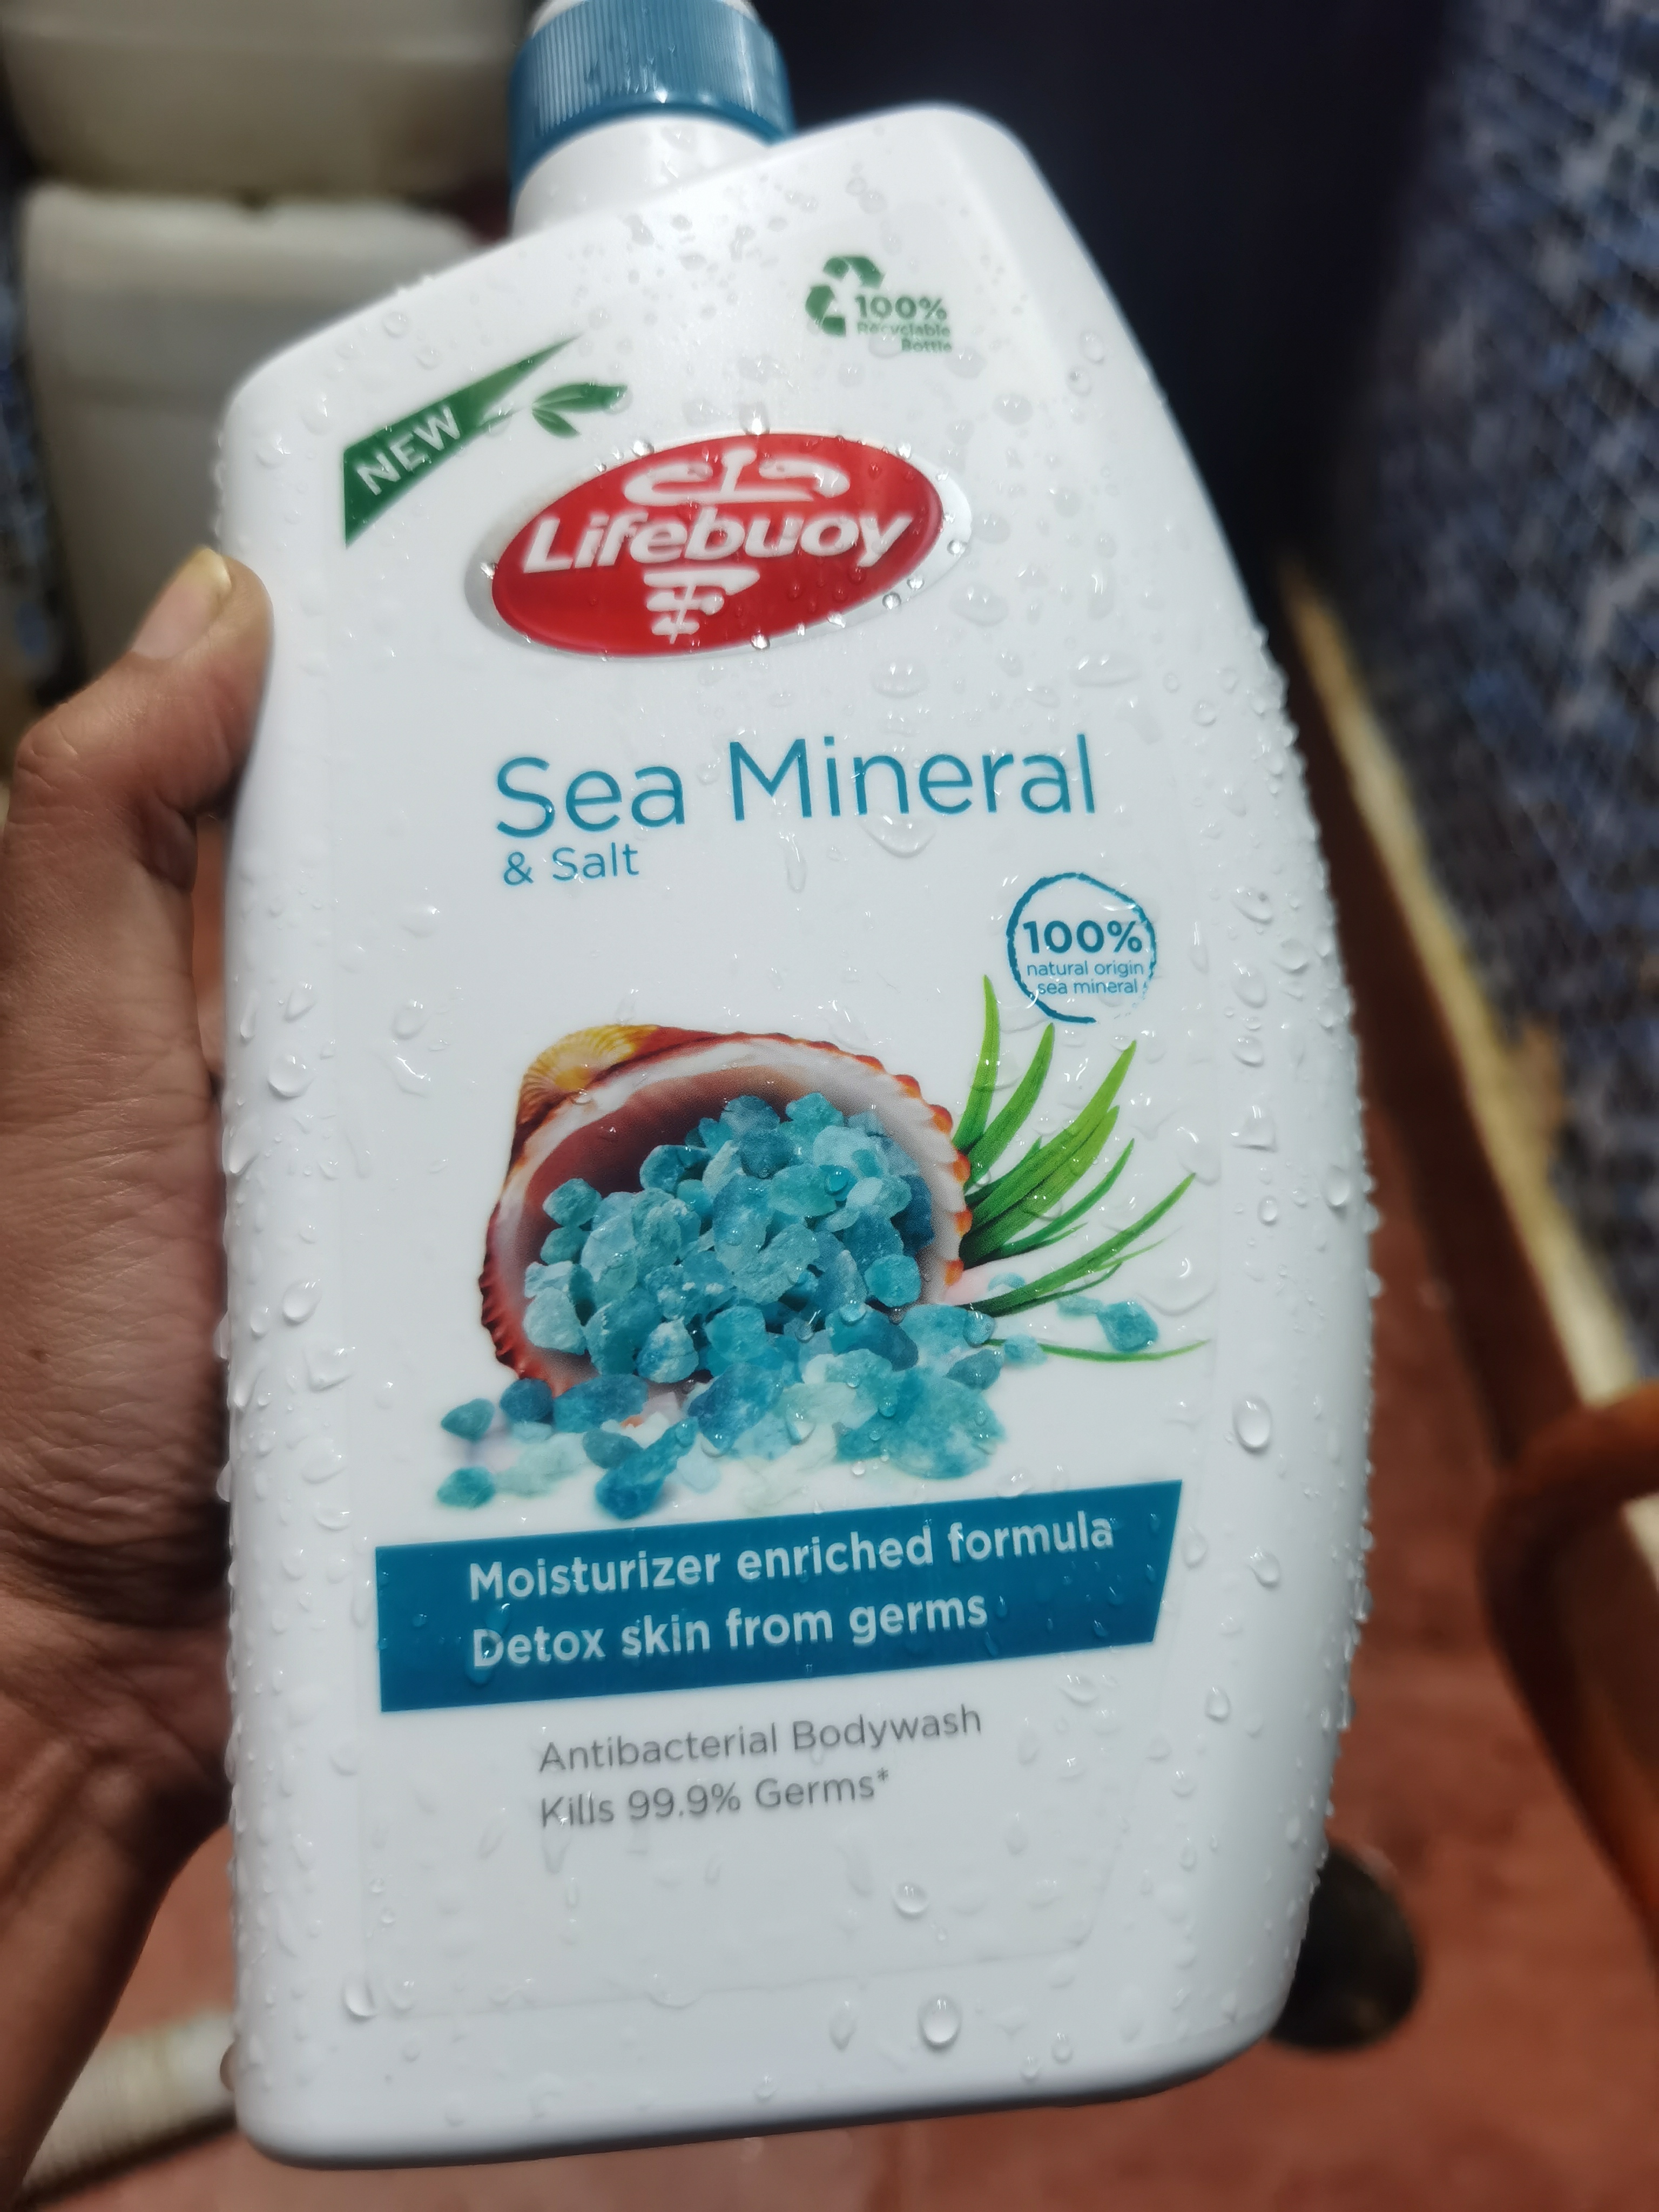 100%
Recyclable
Bottle
NEW
Lifebuoy
Sea Mineral
& Salt
100%
natural origin
sea mineral
Moisturizer enriched formula
Detox skin from germs
Antibacterial Bodywash
Kills 99.9% Germs*